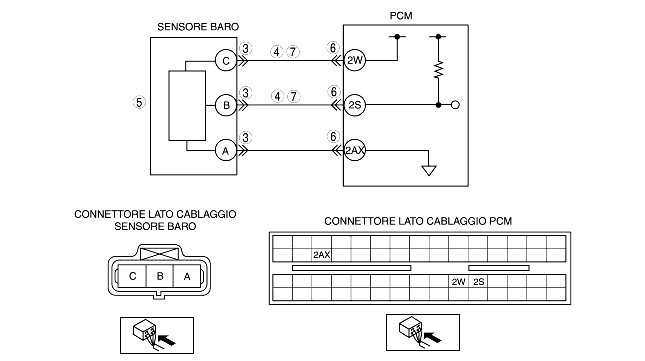 SENSORE BARO
PCM
C
3
4 7
6
2W
5
B
3
4 7
6
2S
A
3
6
2AX
CONNETTORE LATO CABLAGGIO
SENSORE BARO
CONNETTORE LATO CABLAGGIO PCM
C B A
2AX
2W 2S